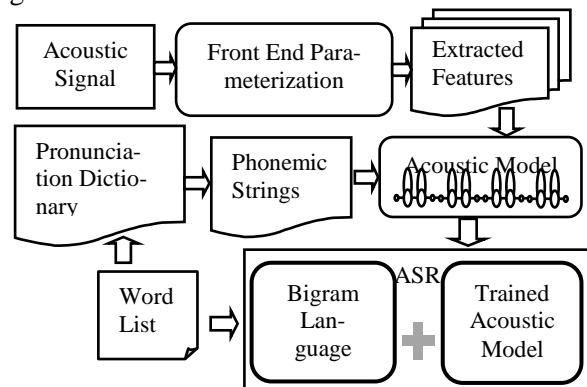 Acoustic
Signal
Front End Para-
meterization
Extracted
Features
Pronuncia-
tion Dictio-
nary
Phonemic
Strings
Acoustic Model
Word
List
ASR
Bigram
Lan-
guage
Trained
Acoustic
Model